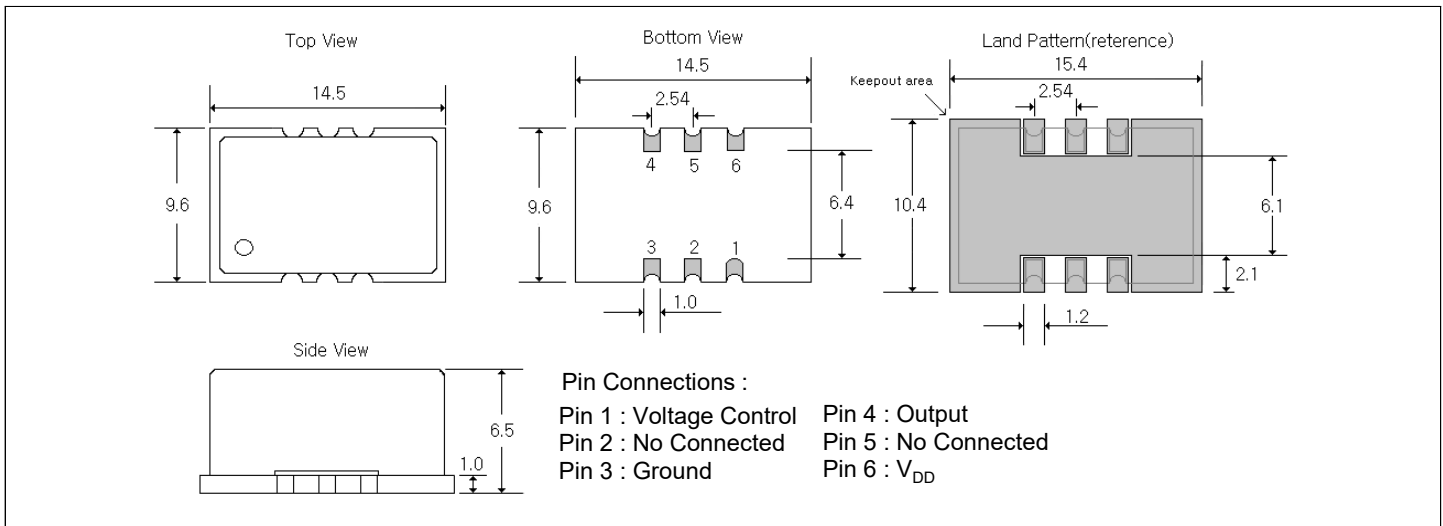 Top View
14.5
9.6
Bottom View
14.5
2.54
4 5 6
9.6
6.4
3 2 1
1.0
Land Pattern(reterence)
15.4
Keepout area
2.54
10.4
6.1
2.1
1.2
Side View
6.5
1.0
Pin Connections :
Pin 1 : Voltage Control
Pin 2 : No Connected
Pin 3 : Ground
Pin 4 : Output
Pin 5 : No Connected
Pin 6 : VDD